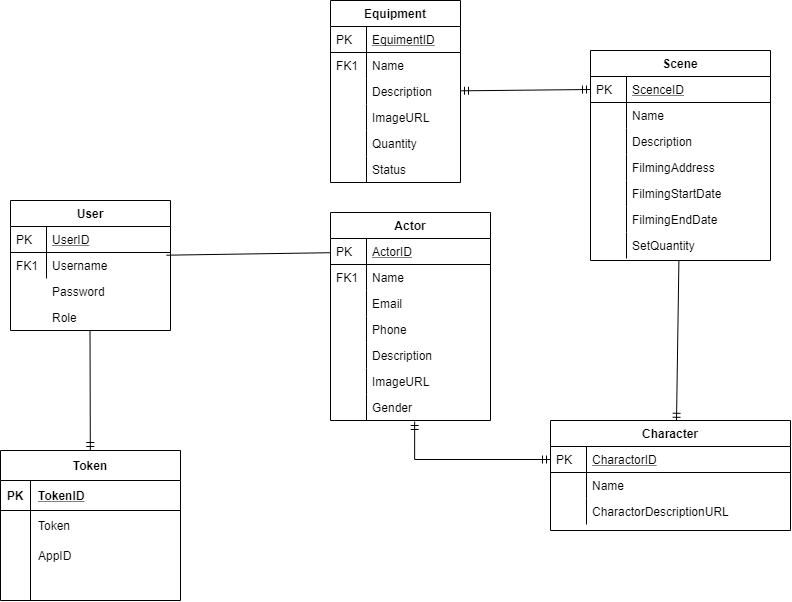 Equipment
PK EquimentID
FK1 Name
Description
ImageURL
Quantity
Status
Scene
PK ScenceID
Name
Description
FilmingAddress
FilmingStartDate
FilmingEndDate
SetQuantity
User
PK UserID
FK1 Username
Password
Role
Actor
PK ActorID
FK1 Name
Email
Phone
Description
ImageURL
Gender
Character
PK CharactorID
Name
CharactorDescriptionURL
Token
PK TokenID
Token
AppID